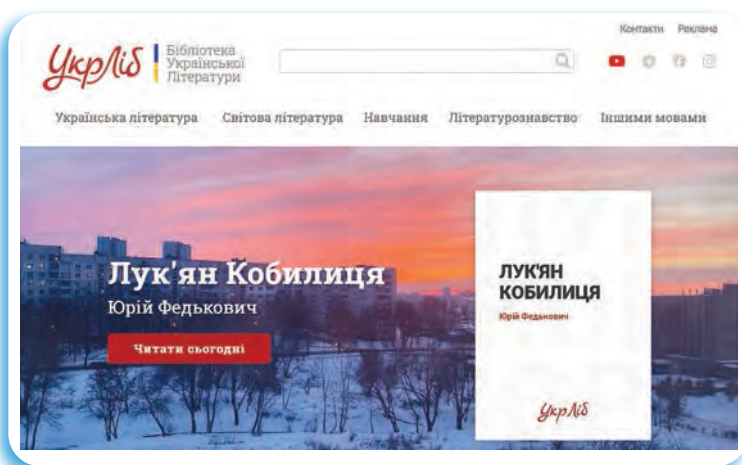 Контакти Реклама
УкрЛіб
Бібліотека
Української
Літератури
Українська література Світова література Навчання Літературознавство Іншими мовами
Лук'ян Кобилиця
Юрій Федькович
Читати сьогодні
ЛУК'ЯН
КОБИЛИЦЯ
Юрій Федькович
УкрЛіб